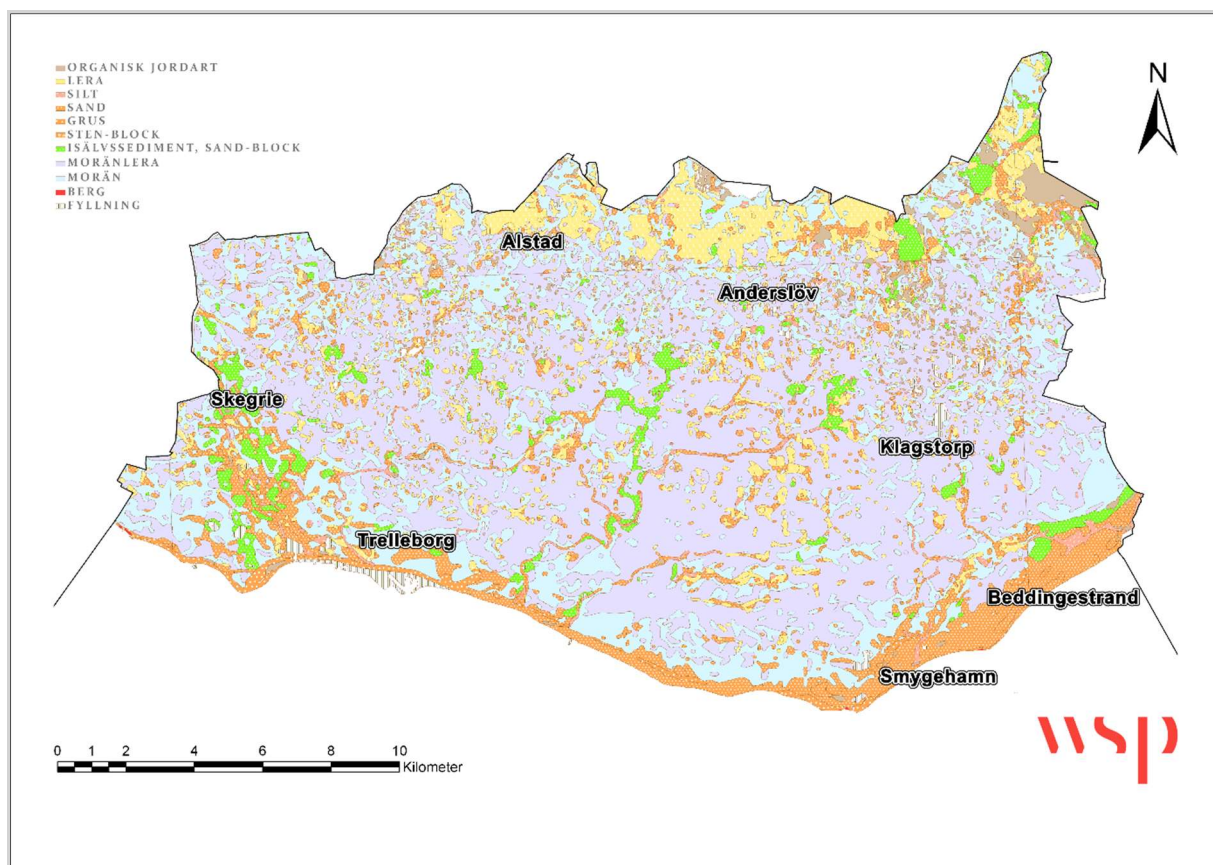 ORGANISK JORDART
LERA
SILT
SAND
GRUS
STEN-BLOCK
ISÄLVSSEDIMENT, SAND-BLOCK
MORÄNLERA
MORÄN
BERG
FYLLNING
N
Alstad
Anderslöv
Skegrie
Klagstorp
Trelleborg
Beddingestrand
Smygehamn
wsp
0 1 2 4 6 8 10
Kilometer